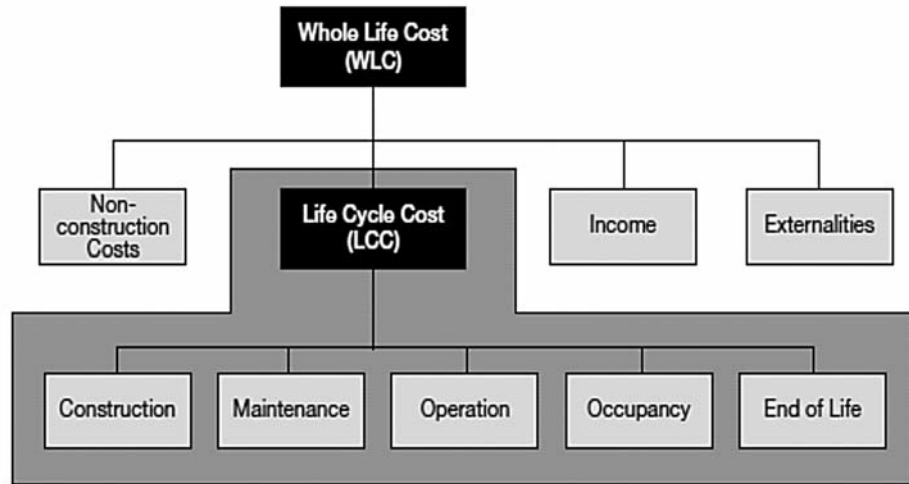 Whole Life Cost
(WLC)
Non-
construction
Costs
Life Cycle Cost
(LCC)
Income
Externalities
Construction
Maintenance
Operation
Occupancy
End of Life